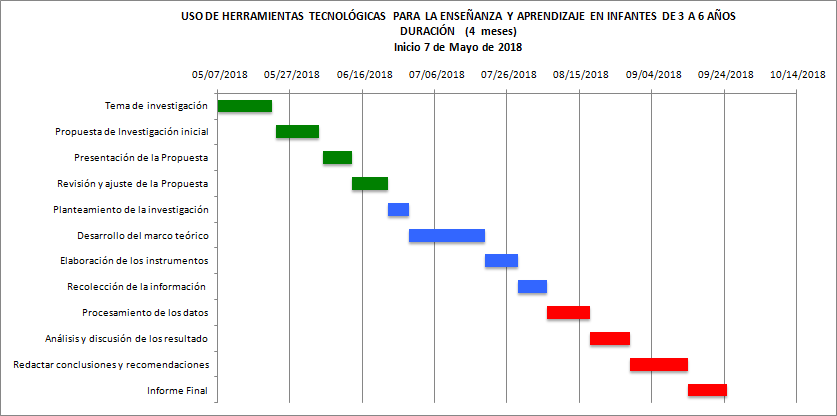 USO DE HERRAMIENTAS TECNOLÓGICAS PARA LA ENSEÑANZA Y APRENDIZAJE EN INFANTES DE 3 A 6 AÑOS
DURACIÓN (4 meses)
Inicio 7 de Mayo de 2018
05/07/2018 05/27/2018 06/16/2018 07/06/2018 07/26/2018 08/15/2018 09/04/2018 09/24/2018 10/14/2018
Tema de investigación
Propuesta de Investigación inicial
Presentación de la Propuesta
Revisión y ajuste de la Propuesta
Planteamiento de la investigación
Desarrollo del marco teórico
Elaboración de los instrumentos
Recolección de la información
Procesamiento de los datos
Análisis y discusión de los resultado
Redactar conclusiones y recomendaciones
Informe Final